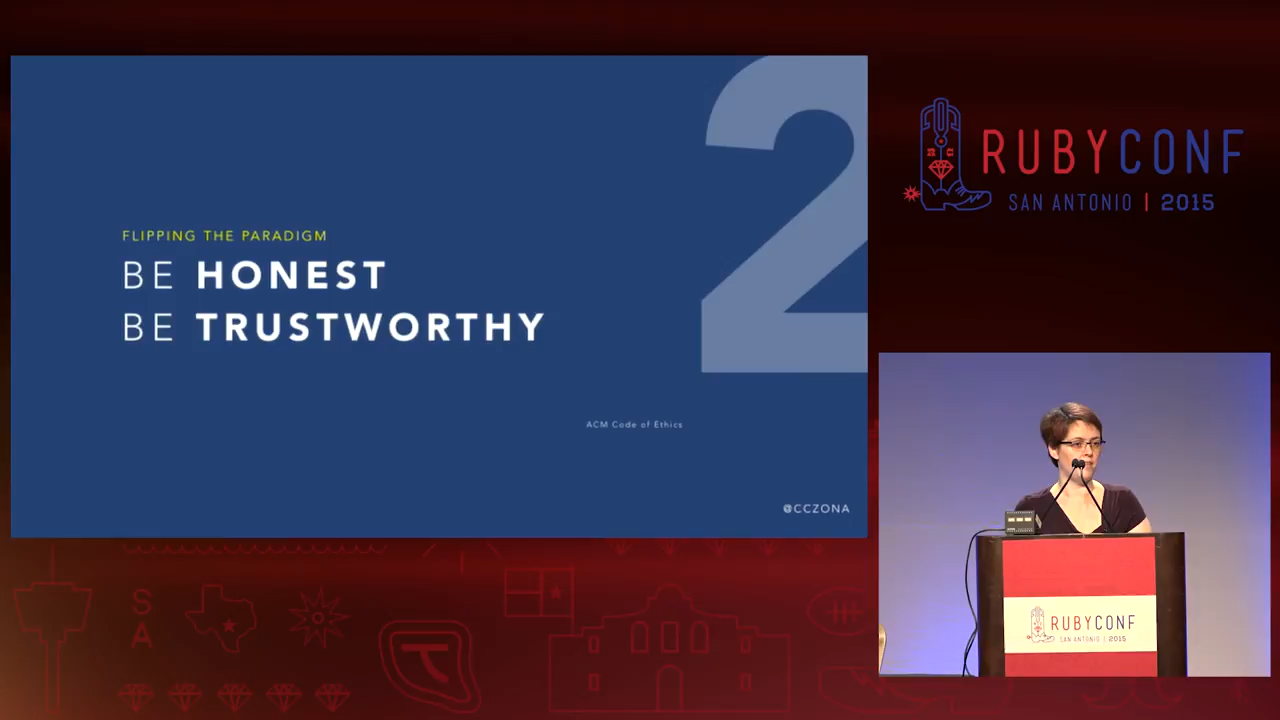 FLIPPING THE PARADIGM
BE HONEST
BE TRUSTWORTHY
2
ACM Code of Ethics
@CCZONA
RUBYCONF
SAN ANTONIO | 2015
RUBYCONF
SAN ANTONIO | 2015
S
A